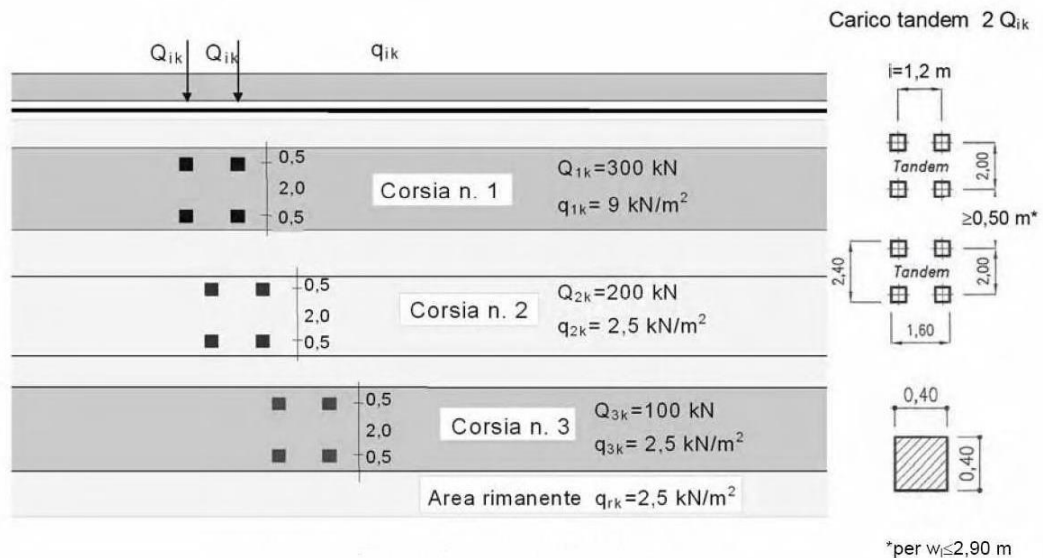 Carico tandem 2 Qik
Qik Qik qik
i=1,2 m
0,5
2,0
0,5
Corsia n. 1
Q1k=300 kN
q1k= 9 kN/m²
Tandem
2,00
≥0,50 m*
0,5
2,0
0,5
Corsia n. 2
Q2k=200 kN
q2k= 2,5 kN/m²
2,40
Tandem
2,00
1,60
0,5
2,0
0,5
Corsia n. 3
Q3k=100 kN
q3k= 2,5 kN/m²
0,40
0,40
Area rimanente qrk=2,5 kN/m²
*per wl≤2,90 m